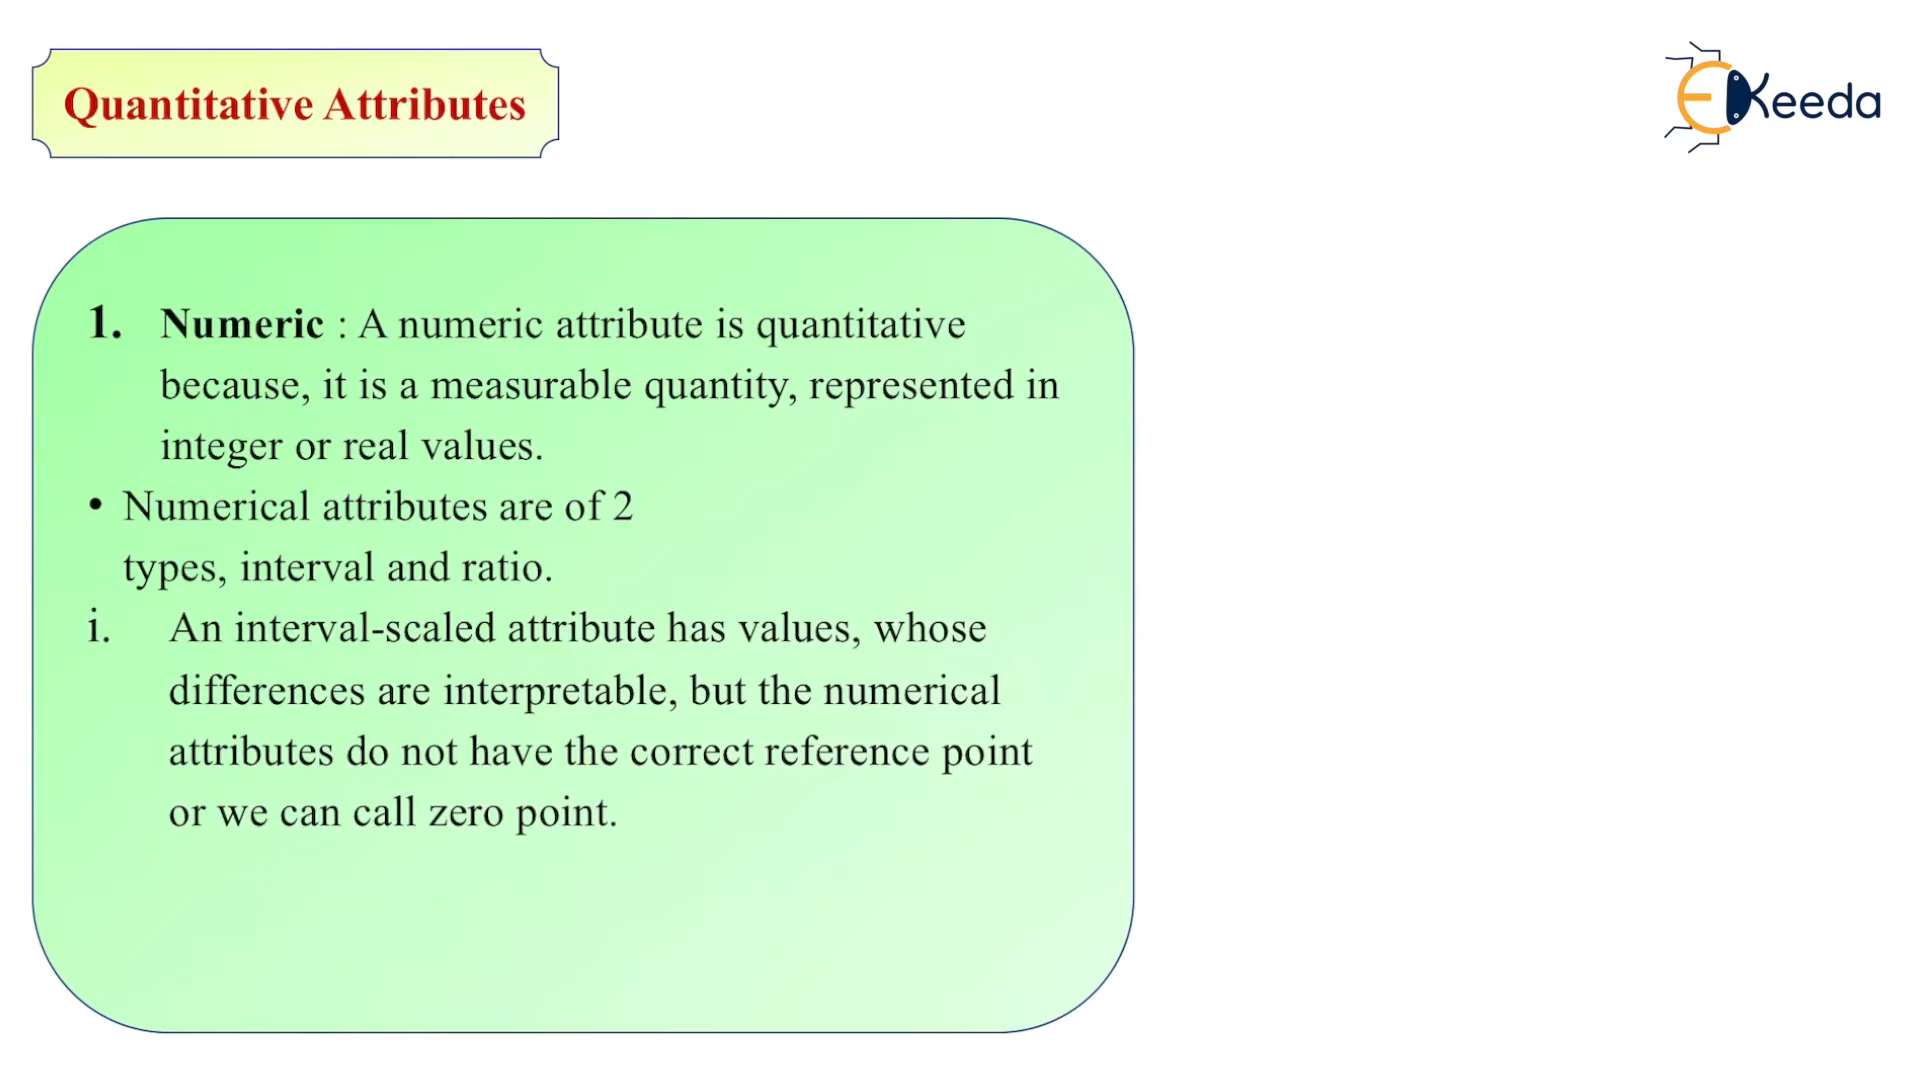 Quantitative Attributes
EKeeda
1. Numeric : A numeric attribute is quantitative
because, it is a measurable quantity, represented in
integer or real values.
• Numerical attributes are of 2
types, interval and ratio.
i. An interval-scaled attribute has values, whose
differences are interpretable, but the numerical
attributes do not have the correct reference point
or we can call zero point.